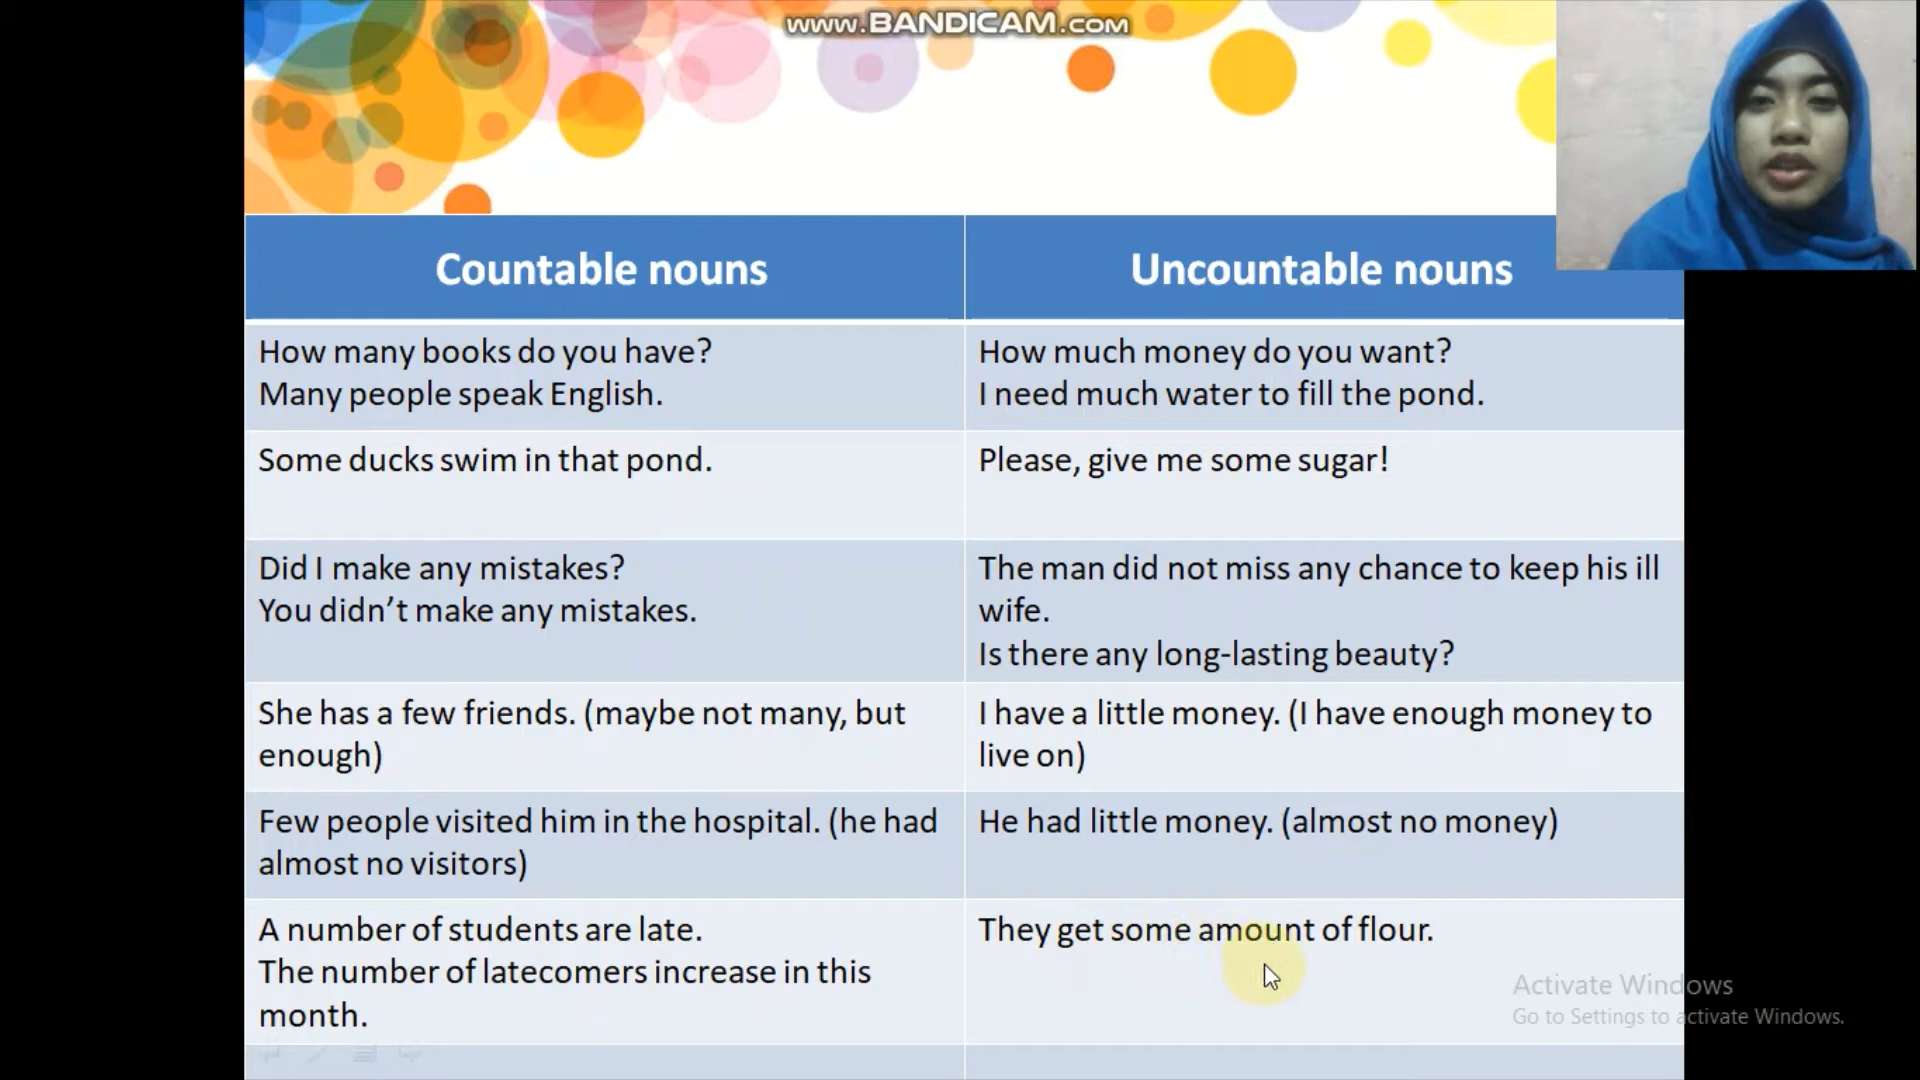 www.BANDICAM.com
Countable nouns
Uncountable nouns
How many books do you have?
Many people speak English.
How much money do you want?
I need much water to fill the pond.
Some ducks swim in that pond.
Please, give me some sugar!
Did I make any mistakes?
You didn't make any mistakes.
The man did not miss any chance to keep his ill
wife.
Is there any long-lasting beauty?
She has a few friends. (maybe not many, but
enough)
I have a little money. (I have enough money to
live on)
Few people visited him in the hospital. (he had
almost no visitors)
He had little money. (almost no money)
A number of students are late.
The number of latecomers increase in this
month.
They get some amount of flour.
Activate Windows
Go to Settings to activate Windows.